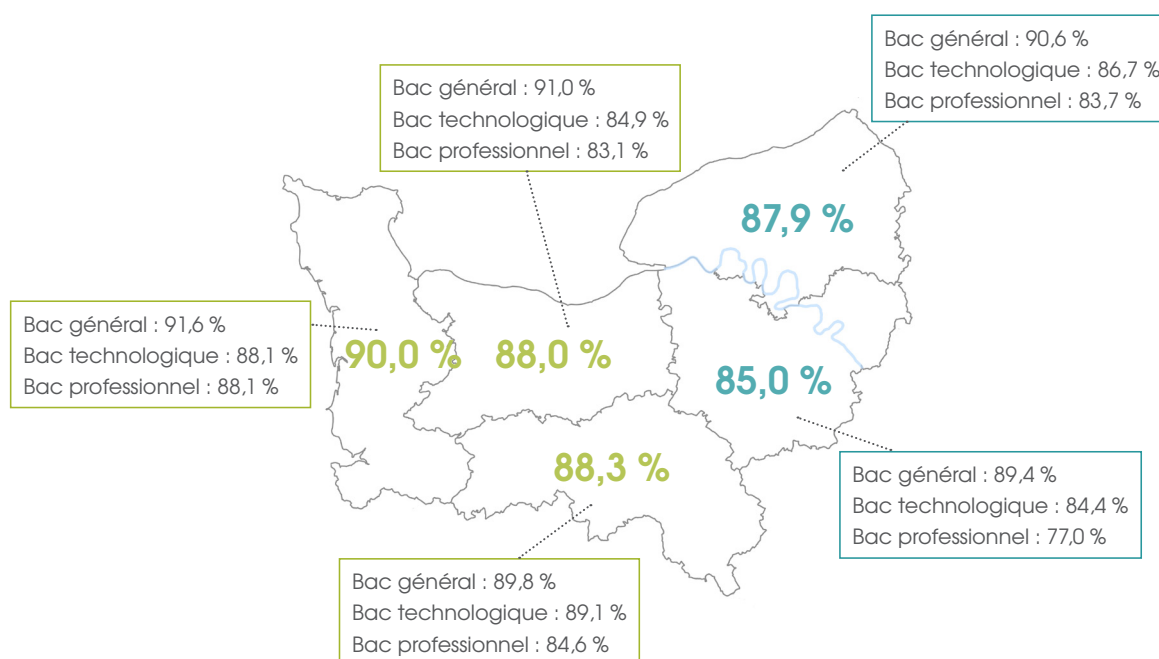 Bac général : 90,6 %
Bac technologique : 86,7 %
Bac professionnel : 83,7 %
Bac général : 91,0 %
Bac technologique : 84,9 %
Bac professionnel : 83,1 %
87,9 %
Bac général : 91,6 %
Bac technologique : 88,1 %
Bac professionnel : 88,1 %
90,0 %
88,0 %
85,0 %
88,3 %
Bac général : 89,4 %
Bac technologique : 84,4 %
Bac professionnel : 77,0 %
Bac général : 89,8 %
Bac technologique : 89,1 %
Bac professionnel : 84,6 %